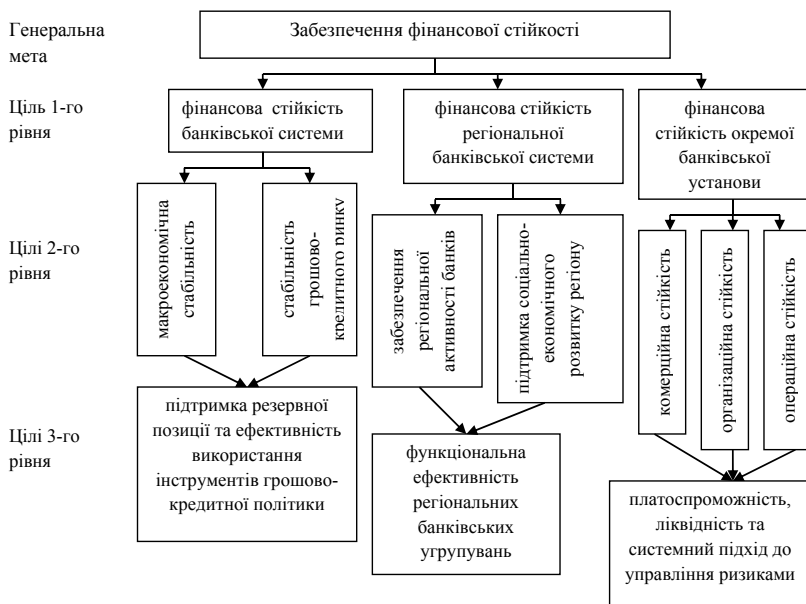 Генеральна
мета
Забезпечення фінансової стійкості
Ціль 1-го
рівня
фінансова стійкість
банківської системи
фінансова стійкість
регіональної
банківської системи
фінансова
стійкість окремої
банківської
установи
Цілі 2-го
рівня
макроекономічна
стабільність
стабільність
грошово-
кредитного ринку
забезпечення
регіональної
активності банків
підтримка соціально-
економічного
розвитку регіону
комерційна стійкість
організаційна стійкість
операційна стійкість
Цілі 3-го
рівня
підтримка резервної
позиції та ефективність
використання
інструментів грошово-
кредитної політики
функціональна
ефективність
регіональних
банківських
угрупувань
платоспроможність,
ліквідність та
системний підхід до
управління ризиками